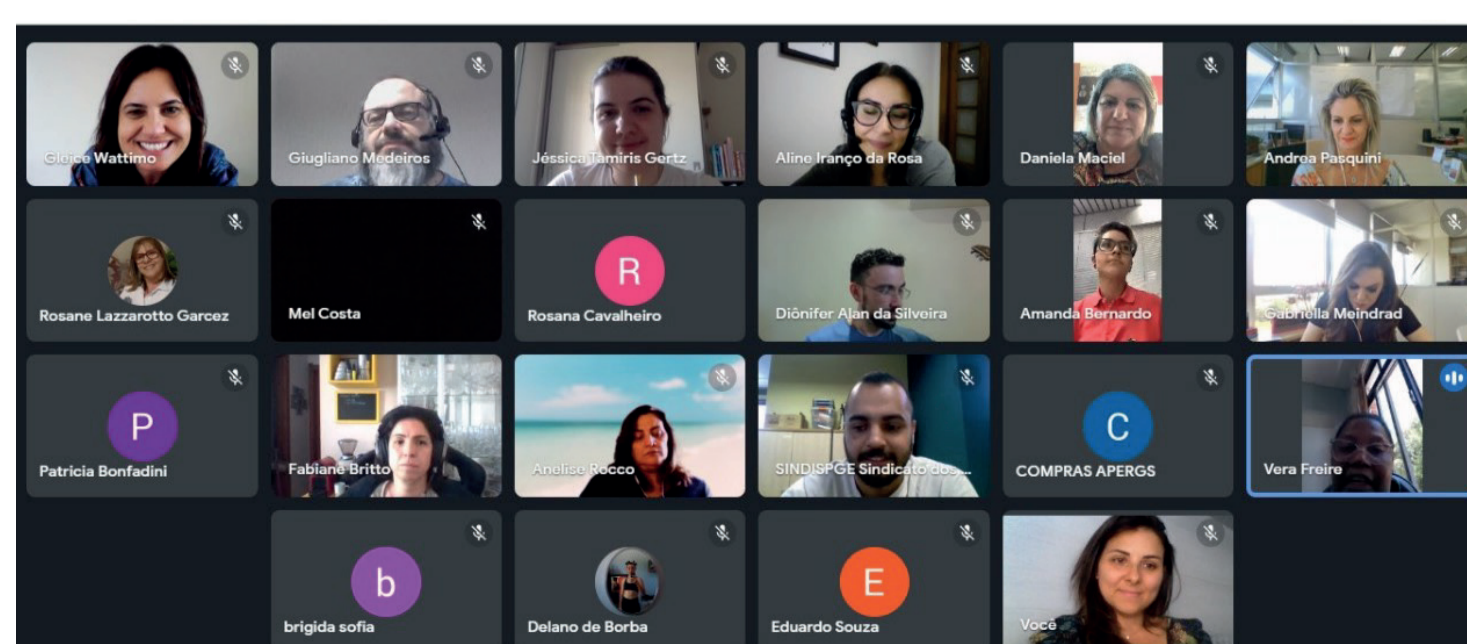 Gleice Wattimo
Giugliano Medeiros
Jéssica Tamiris Gertz
Aline Iranço da Rosa
Daniela Maciel
Andrea Pasquini
Rosane Lazzarotto Garcez
Mel Costa
R
Rosana Cavalheiro
Diônifer Alan da Silveira
Amanda Bernardo
Gabriella Meindrad
P
Patricia Bonfadini
Fabiane Britto
Anelise Rocco
SINDISPGE Sindicato dos ...
C
COMPRAS APERGS
Vera Freire
b
brigida sofia
Delano de Borba
E
Eduardo Souza
Você